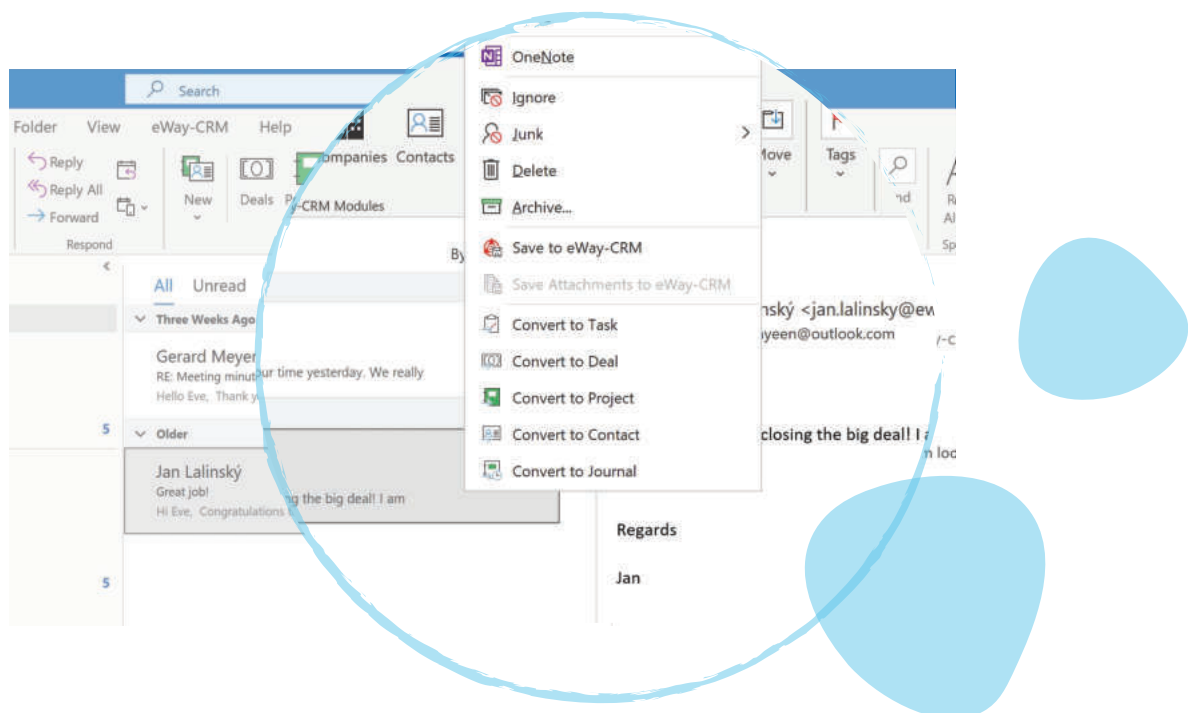 Search
Folder View eWay-CRM Help
Reply
Reply All
Forward
Respond
New
Deals
Companies Contacts
y-CRM Modules
Move
Tags
By
All Unread
Three Weeks Ago
Gerard Meyer
RE: Meeting minut our time yesterday. We really
Hello Eve, Thank y
5
Older
Jan Lalinský
Great job! ng the big deal! I am
Hi Eve, Congratulations
5
OneNote
Ignore
Junk
Delete
Archive...
Save to eWay-CRM
Save Attachments to eWay-CRM
Convert to Task
Convert to Deal
Convert to Project
Convert to Contact
Convert to Journal
nský <jan.lalinsky@ew
yeen@outlook.com
closing the big deal! I
Regards
Jan